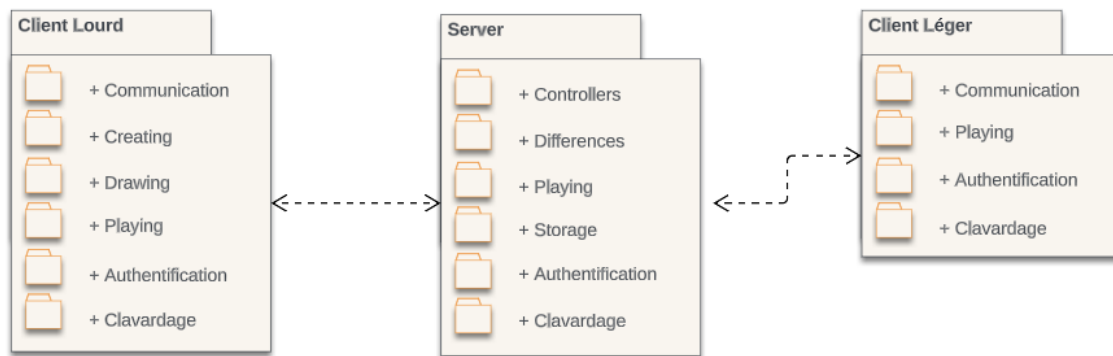 Client Lourd
+ Communication
+ Creating
+ Drawing
+ Playing
+ Authentification
+ Clavardage
Server
+ Controllers
+ Differences
+ Playing
+ Storage
+ Authentification
+ Clavardage
Client Léger
+ Communication
+ Playing
+ Authentification
+ Clavardage